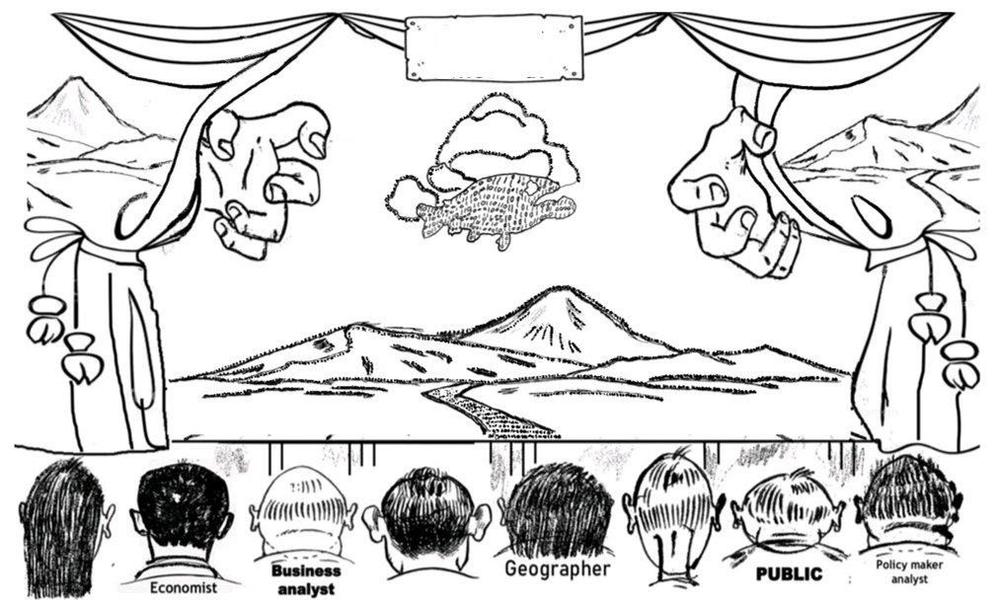 Economist
Business
analyst
Geographer
PUBLIC
Policy maker
analyst